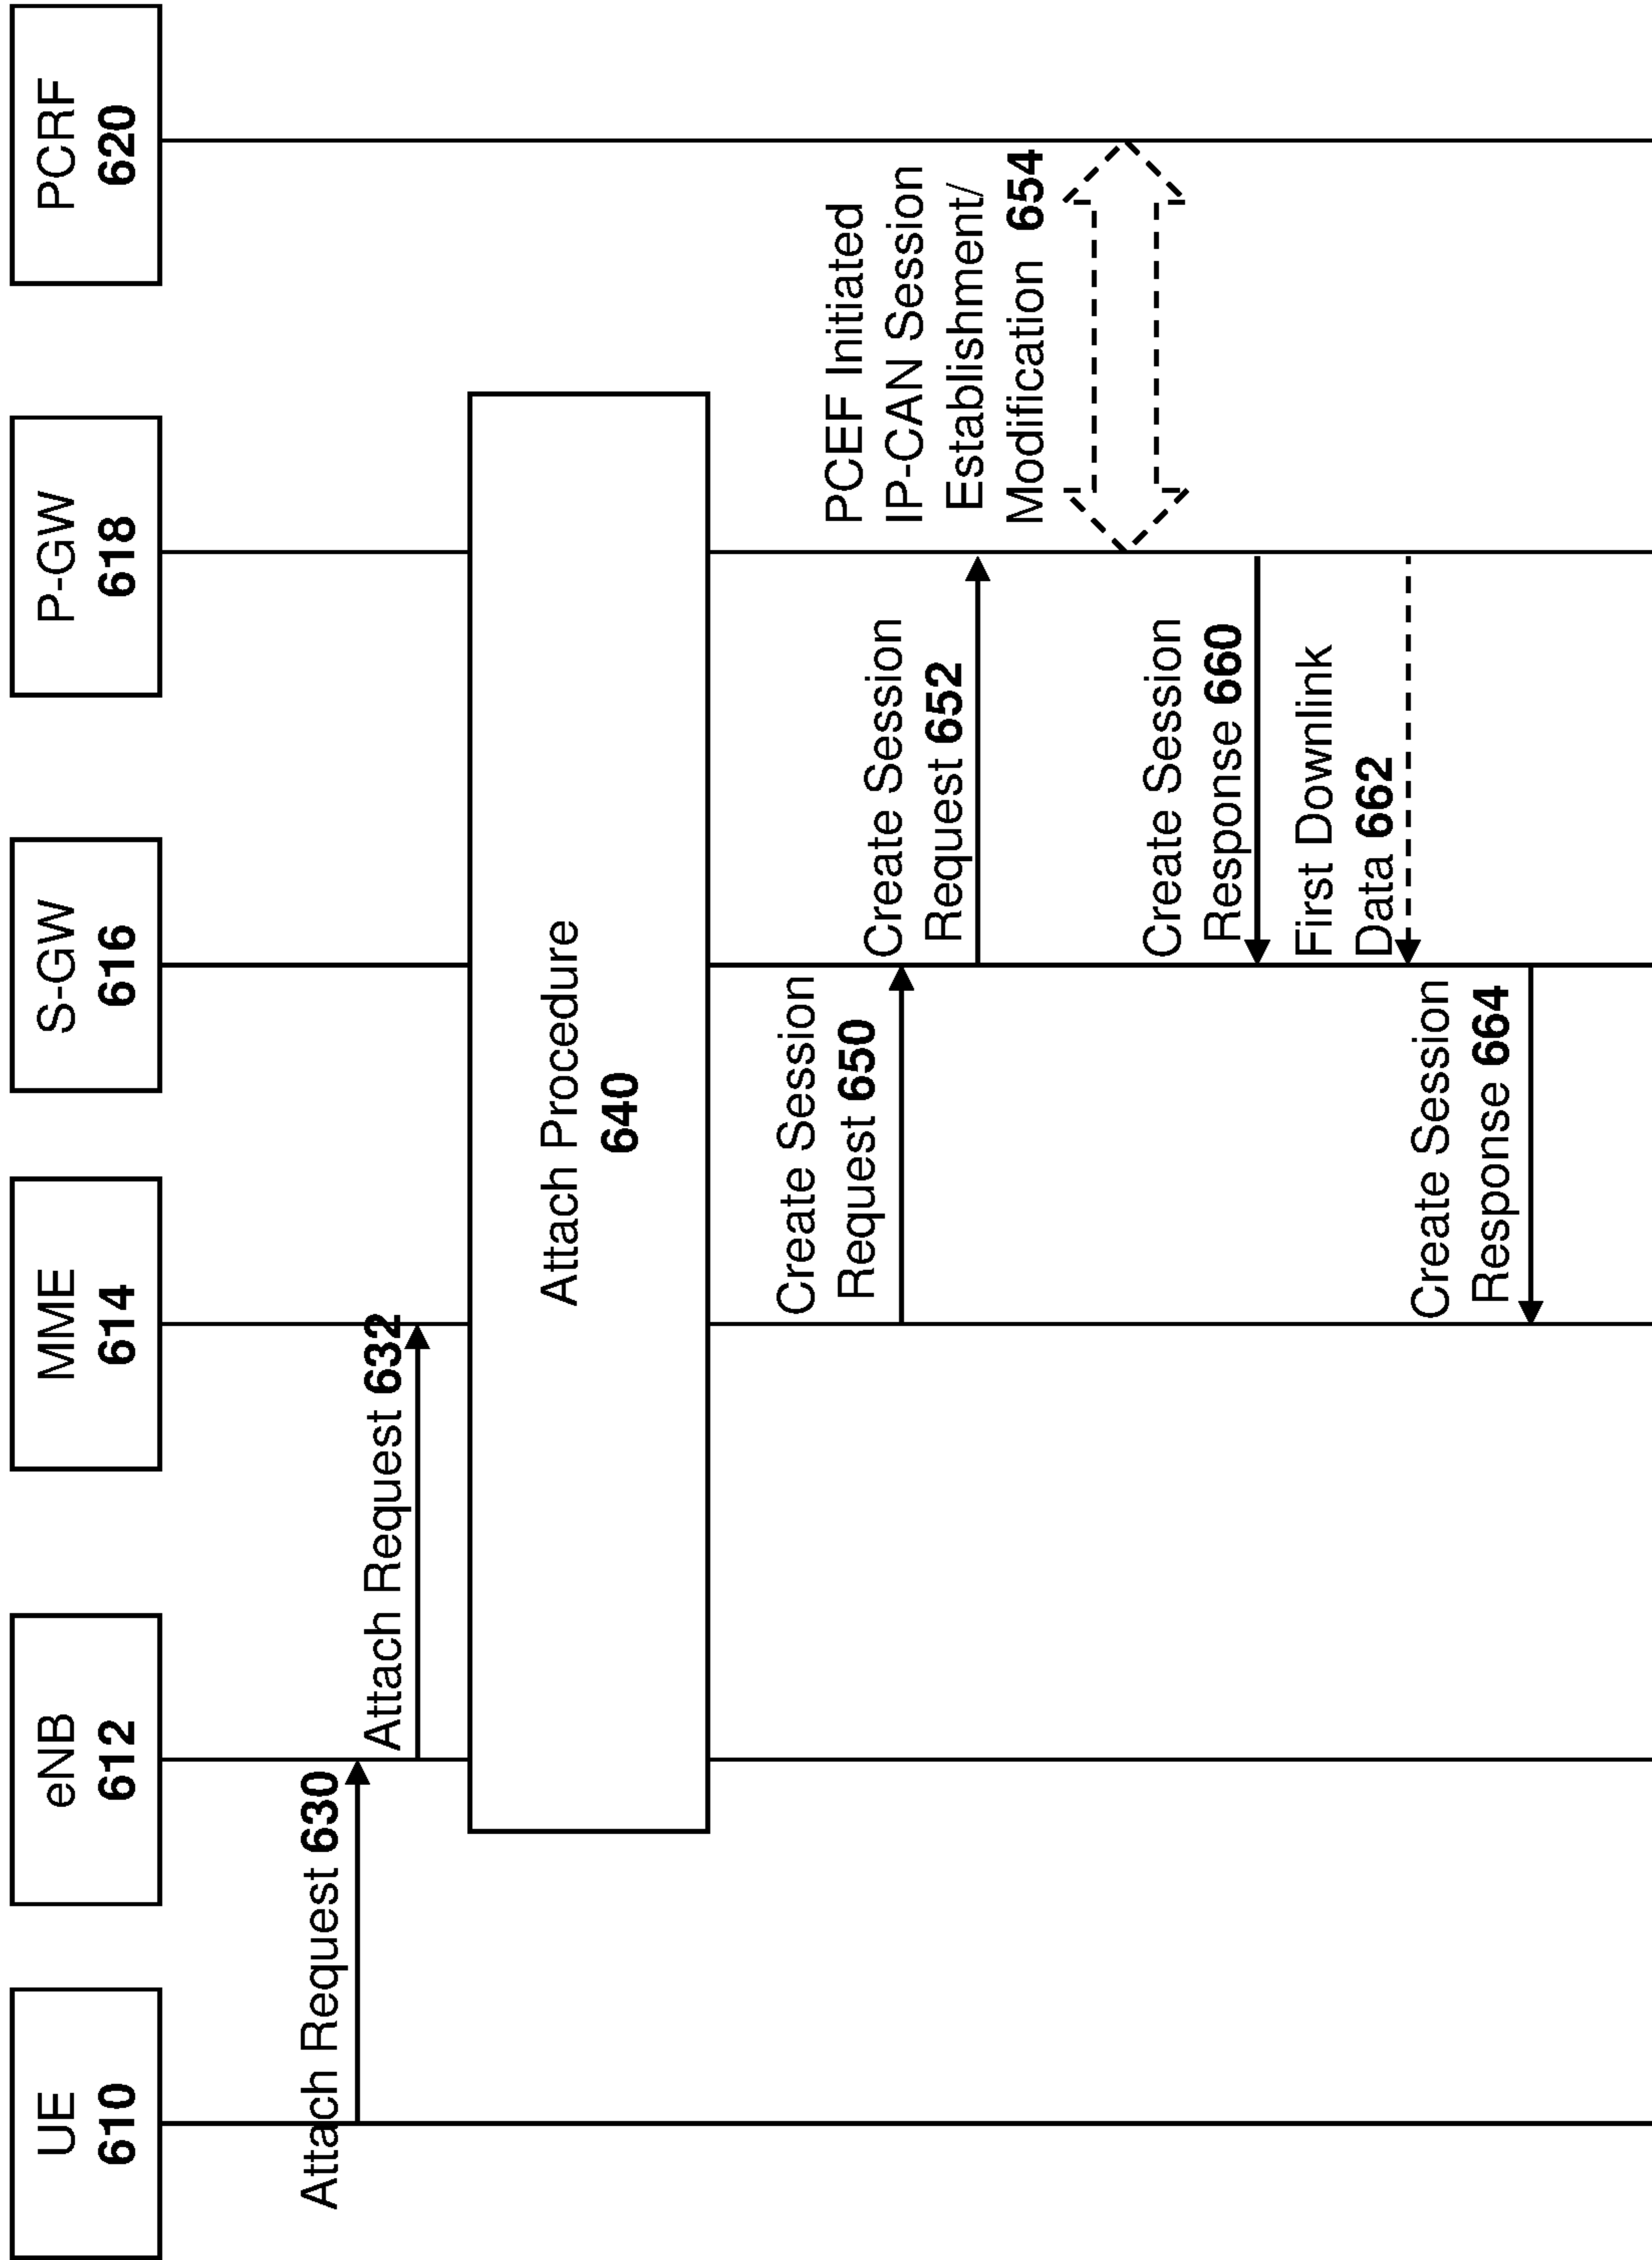 UE
610
eNB
612
MME
614
S-GW
616
P-GW
618
PCRF
620
Attach Request 630
Attach Request 632
Attach Procedure
640
Create Session
Request 650
Create Session
Request 652
PCEF Initiated
IP-CAN Session
Establishment/
Modification 654
Create Session
Response 660
First Downlink
Data 662
Create Session
Response 664